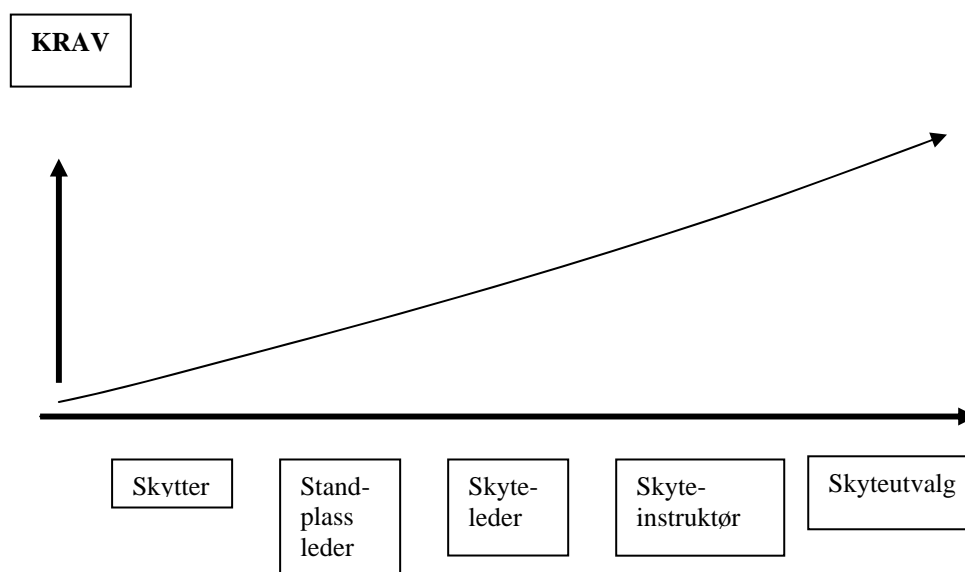 KRAV
Skytter
Stand-
plass
leder
Skyte-
leder
Skyte-
instruktør
Skyteutvalg